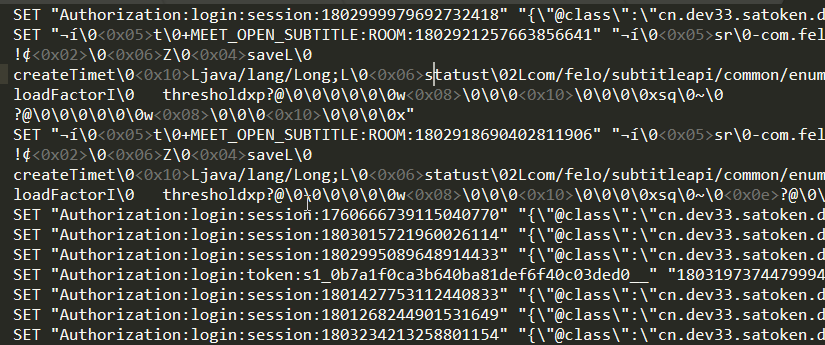 SET "Authorization:login:session:1802999979692732418" "{\"@class\":\"cn.dev33.satoken.d
SET "¬í\0<0x05>t\0+MEET_OPEN_SUBTITLE:ROOM:1802921257663856641" "¬í\0<0x05>sr\0-com.fel
!¢<0x02>\0<0x06>Z\0<0x04>saveL\0
createTimet\0<0x10>Ljava/lang/Long;L\0<0x06>statust\02Lcom/felo/subtitleapi/common/enum
loadFactorI\0   thresholdxp?@\0\0\0\0\0\0w<0x08>\0\0\0<0x10>\0\0\0\0xsq\0~\0
?@\0\0\0\0\0\0w<0x08>\0\0\0<0x10>\0\0\0\0x"
SET "¬í\0<0x05>t\0+MEET_OPEN_SUBTITLE:ROOM:1802918690402811906" "¬í\0<0x05>sr\0-com.fel
!¢<0x02>\0<0x06>Z\0<0x04>saveL\0
createTimet\0<0x10>Ljava/lang/Long;L\0<0x06>statust\02Lcom/felo/subtitleapi/common/enum
loadFactorI\0   thresholdxp?@\0\0\0\0\0\0w<0x08>\0\0\0<0x10>\0\0\0\0xsq\0~\0<0x0e>?@\0\
SET "Authorization:login:session:1760666739115040770" "{\"@class\":\"cn.dev33.satoken.d
SET "Authorization:login:session:1803015721960026114" "{\"@class\":\"cn.dev33.satoken.d
SET "Authorization:login:session:1802995089648914433" "{\"@class\":\"cn.dev33.satoken.d
SET "Authorization:login:token:s1_0b7a1f0ca3b640ba81def6f40c03ded0__" "1803197374479994
SET "Authorization:login:session:1801427753112440833" "{\"@class\":\"cn.dev33.satoken.d
SET "Authorization:login:session:1801268244901531649" "{\"@class\":\"cn.dev33.satoken.d
SET "Authorization:login:session:1803234213258801154" "{\"@class\":\"cn.dev33.satoken.d